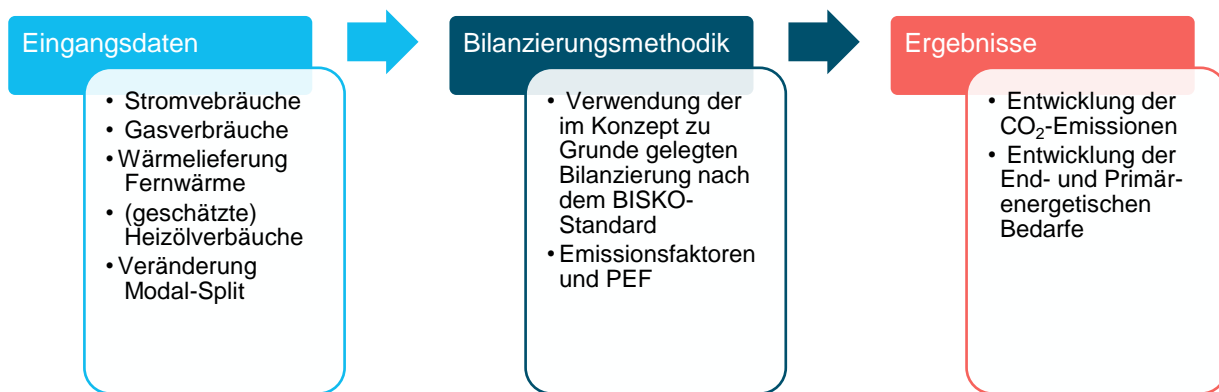 Eingangsdaten
• Stromvebräuche
• Gasverbräuche
• Wärmelieferung
Fernwärme
• (geschätzte)
Heizölverbäuche
• Veränderung
Modal-Split
Bilanzierungsmethodik
• Verwendung der
im Konzept zu
Grunde gelegten
Bilanzierung nach
dem BISKO-
Standard
• Emissionsfaktoren
und PEF
Ergebnisse
• Entwicklung der
CO₂-Emissionen
• Entwicklung der
End- und Primär-
energetischen
Bedarfe